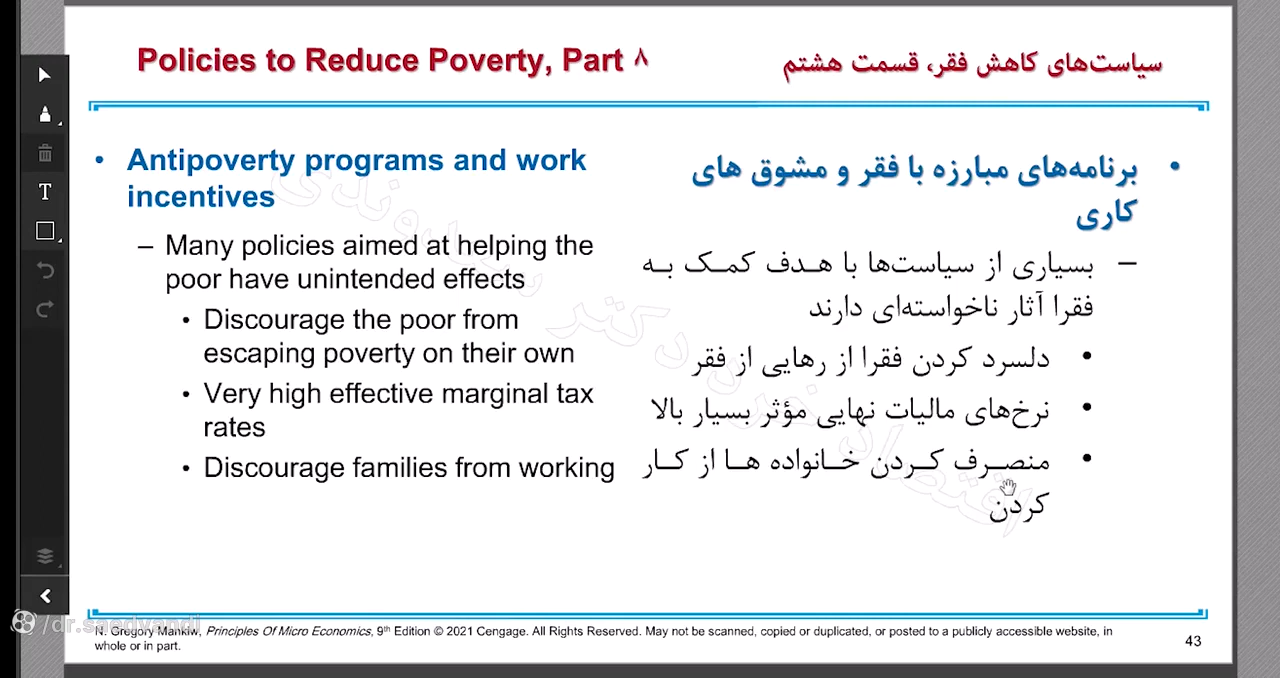 Policies to Reduce Poverty, Part ۸
سیاست‌های کاهش فقر، قسمت هشتم
• Antipoverty programs and work
incentives
– Many policies aimed at helping the
poor have unintended effects
• Discourage the poor from
escaping poverty on their own
• Very high effective marginal tax
rates
• Discourage families from working
• برنامه‌های مبارزه با فقر و مشوق های
کاری
– بسیاری از سیاست‌ها با هدف کمک به
فقرا آثار ناخواسته‌ای دارند
• دلسرد کردن فقرا از رهایی از فقر
• نرخ‌های مالیات نهایی مؤثر بسیار بالا
• منصرف کردن خانواده ها از کار
کردن
اقتصاد خرد دکتر سیدوندی
T
/dr.saedvandi
N. Gregory Mankiw, Principles Of Micro Economics, 9th Edition © 2021 Cengage. All Rights Reserved. May not be scanned, copied or duplicated, or posted to a publicly accessible website, in
whole or in part.
43